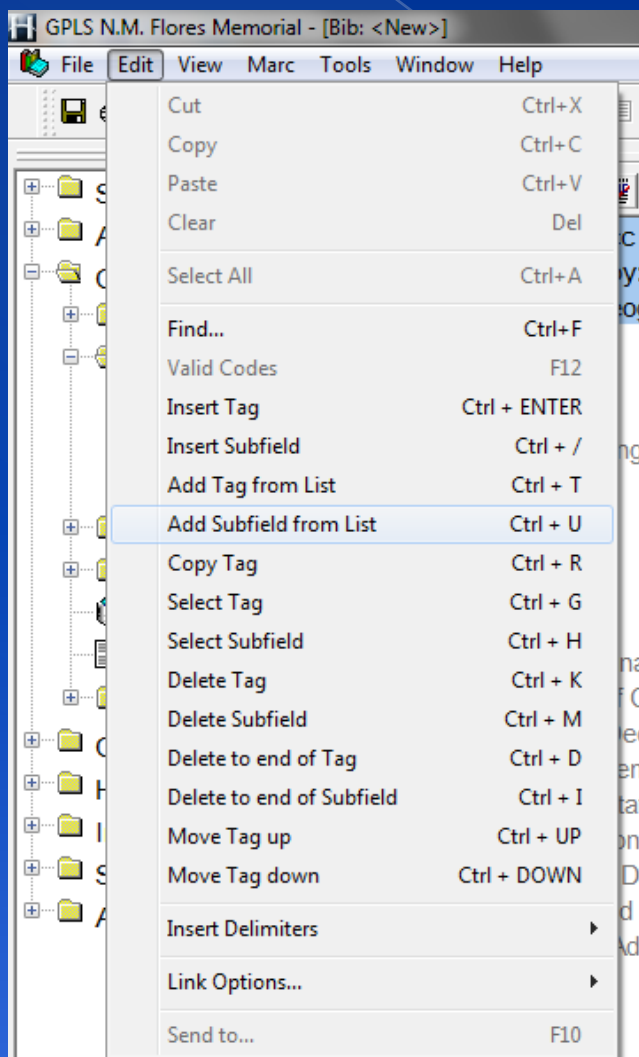 GPLS N.M. Flores Memorial - [Bib: <New>]
File Edit View Marc Tools Window Help
Cut Ctrl+X
Copy Ctrl+C
Paste Ctrl+V
Clear Del
Select All Ctrl+A
Find... Ctrl+F
Valid Codes F12
Insert Tag Ctrl + ENTER
Insert Subfield Ctrl + /
Add Tag from List Ctrl + T
Add Subfield from List Ctrl + U
Copy Tag Ctrl + R
Select Tag Ctrl + G
Select Subfield Ctrl + H
Delete Tag Ctrl + K
Delete Subfield Ctrl + M
Delete to end of Tag Ctrl + D
Delete to end of Subfield Ctrl + I
Move Tag up Ctrl + UP
Move Tag down Ctrl + DOWN
Insert Delimiters
Link Options...
Send to... F10